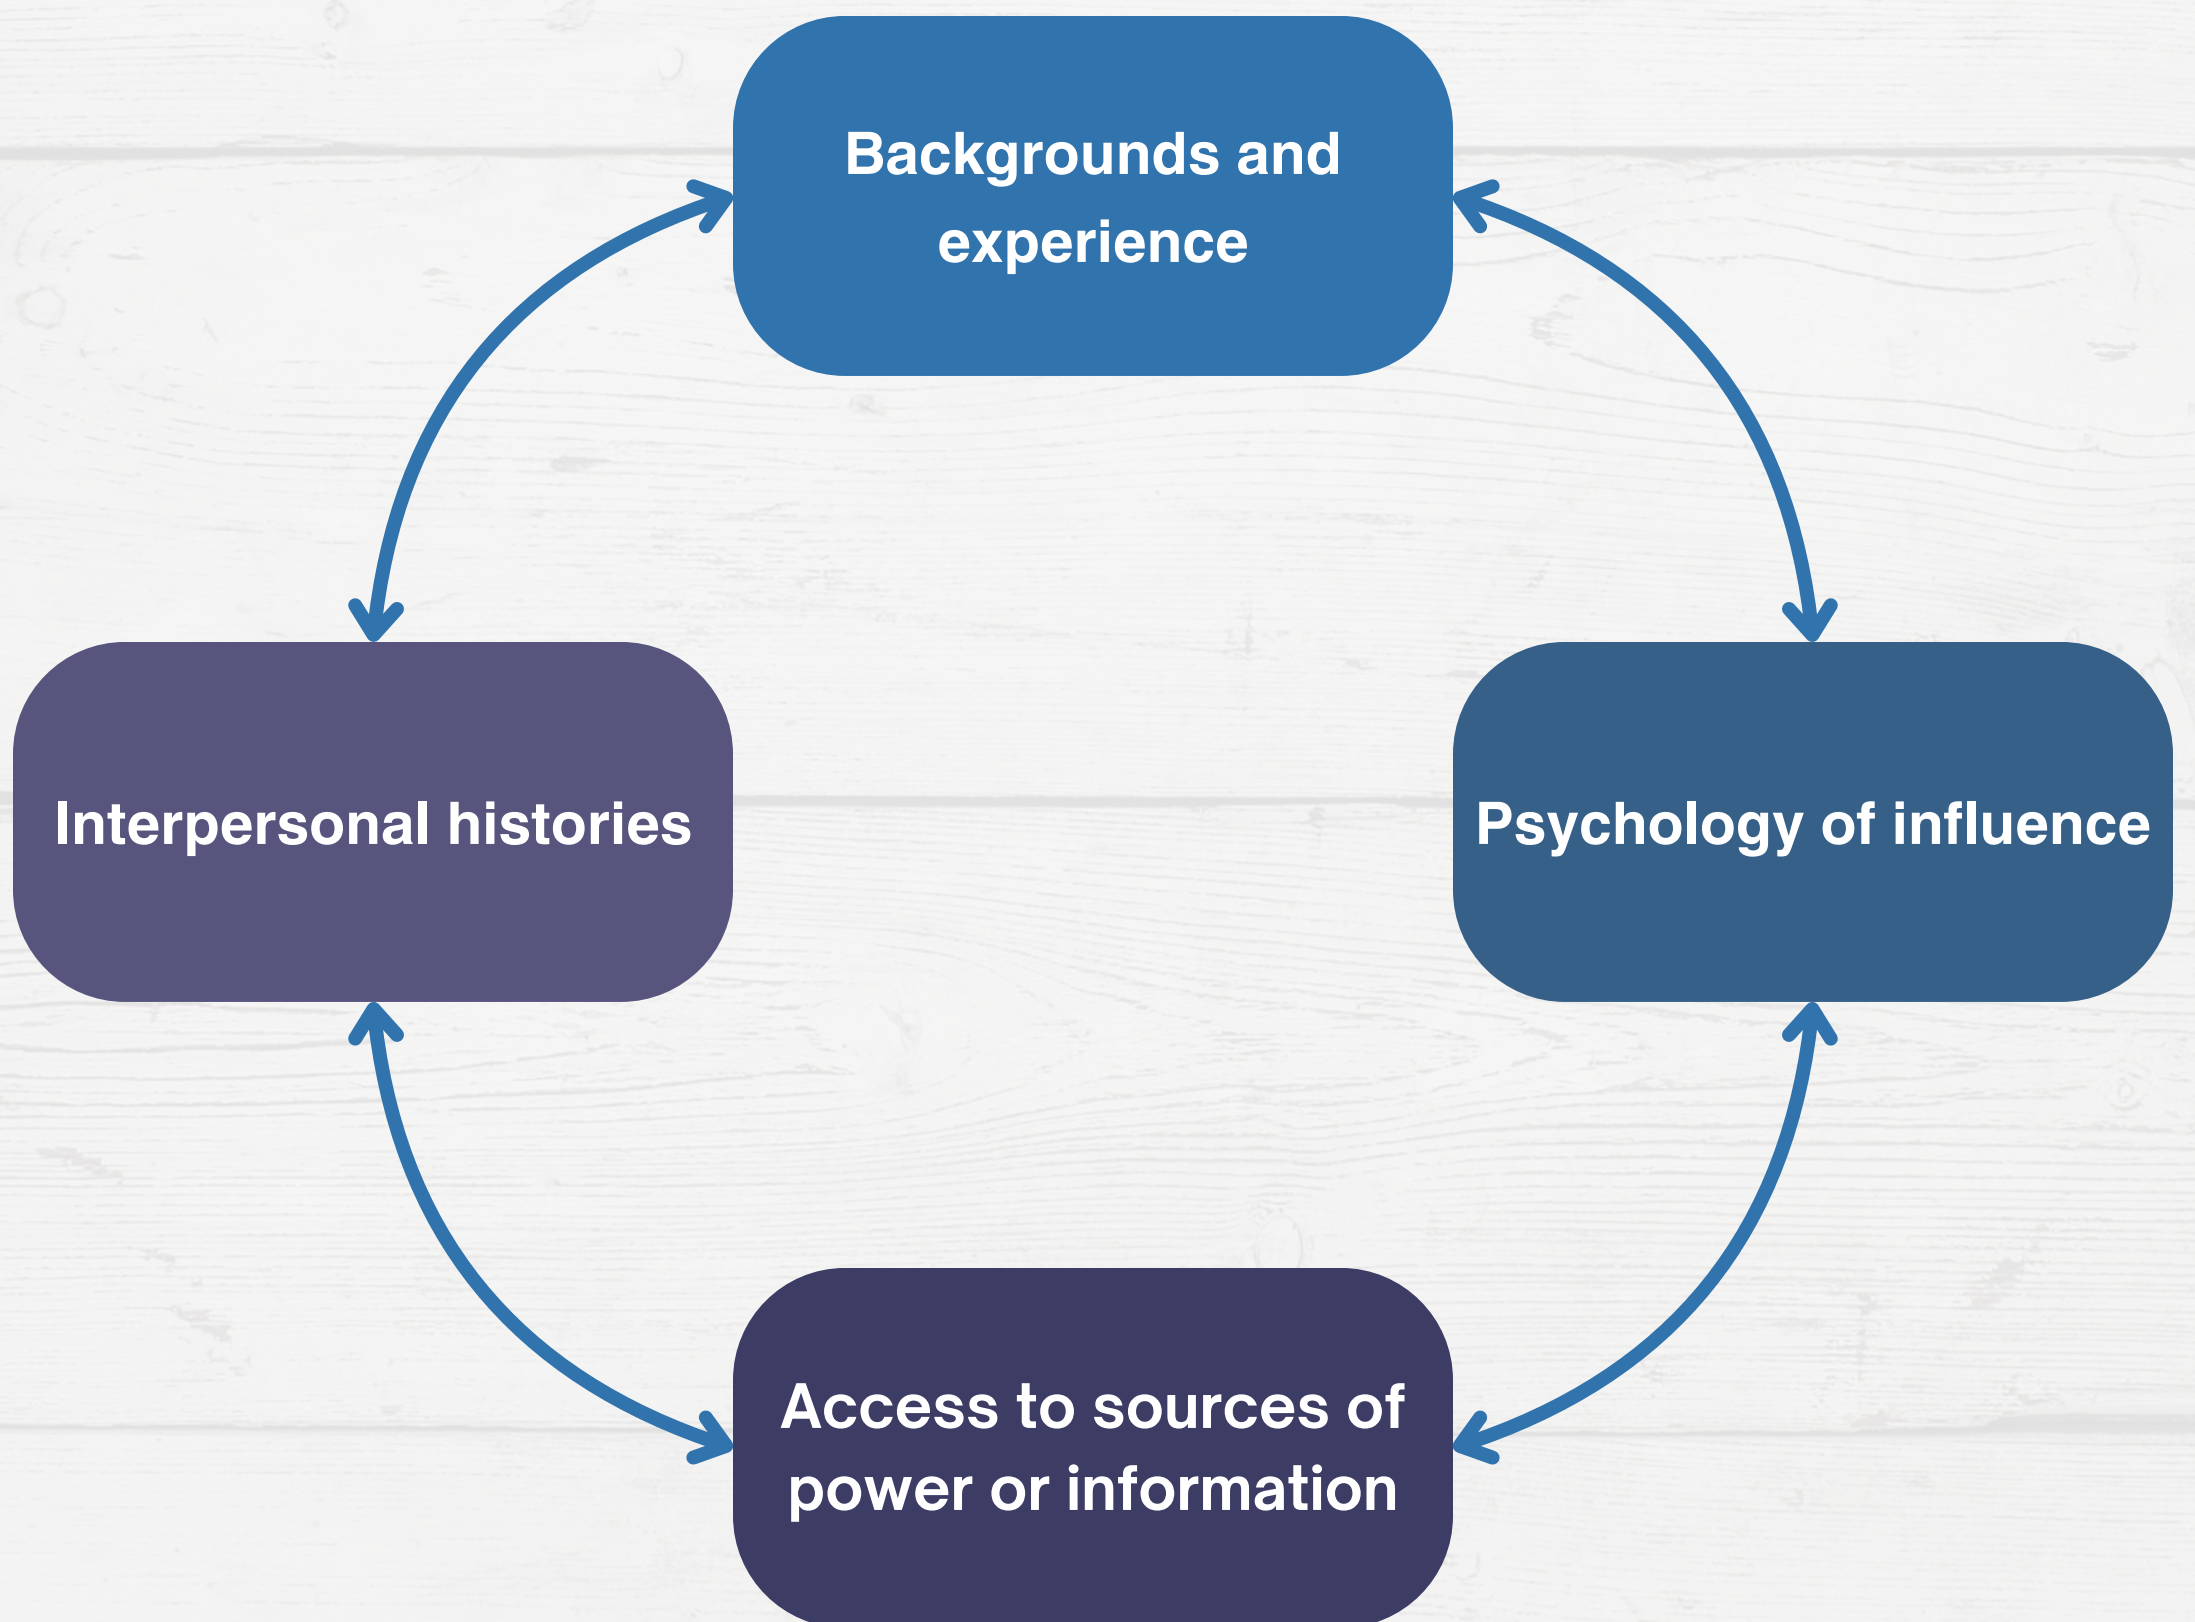 Backgrounds and
experience
Interpersonal histories
Psychology of influence
Access to sources of
power or information